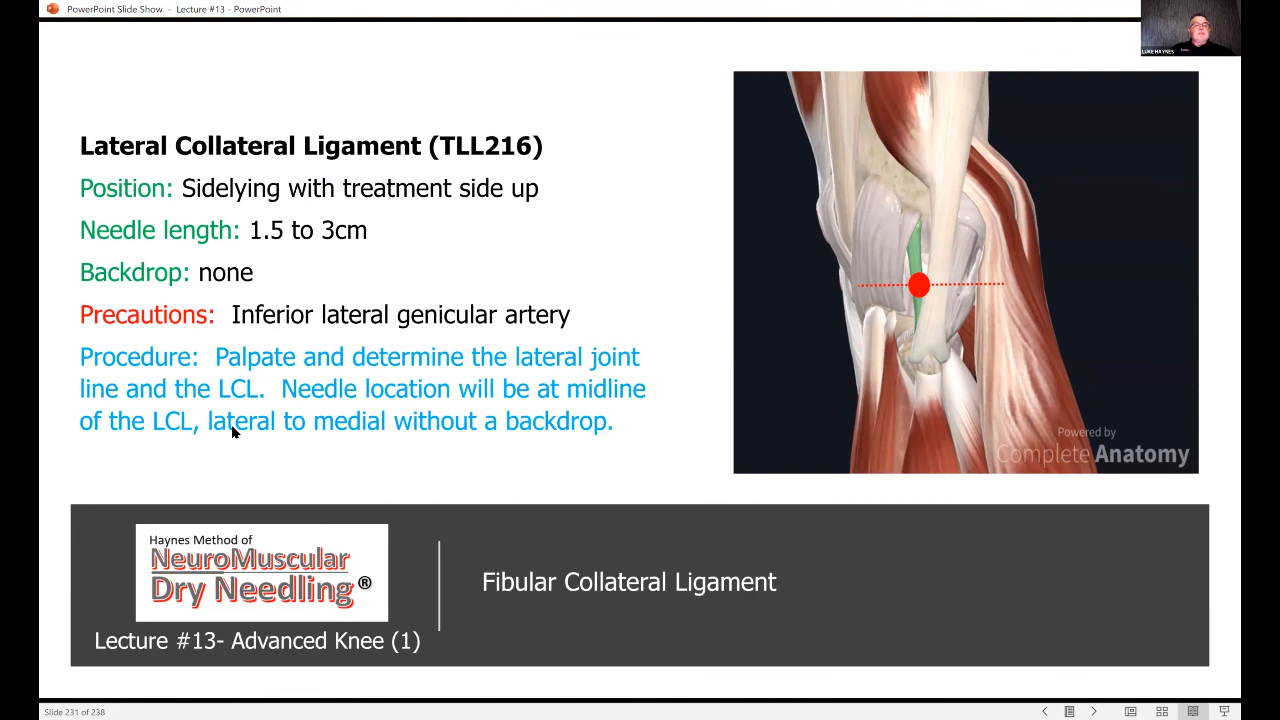 PowerPoint Slide Show - Lecture #13 - PowerPoint
LUKE HAYNES
Lateral Collateral Ligament (TLL216)
Position: Sidelying with treatment side up
Needle length: 1.5 to 3cm
Backdrop: none
Precautions: Inferior lateral genicular artery
Procedure: Palpate and determine the lateral joint
line and the LCL. Needle location will be at midline
of the LCL, lateral to medial without a backdrop.
Powered by
Complete Anatomy
Haynes Method of
NeuroMuscular
Dry Needling®
Lecture #13- Advanced Knee (1)
Fibular Collateral Ligament
Slide 231 of 238